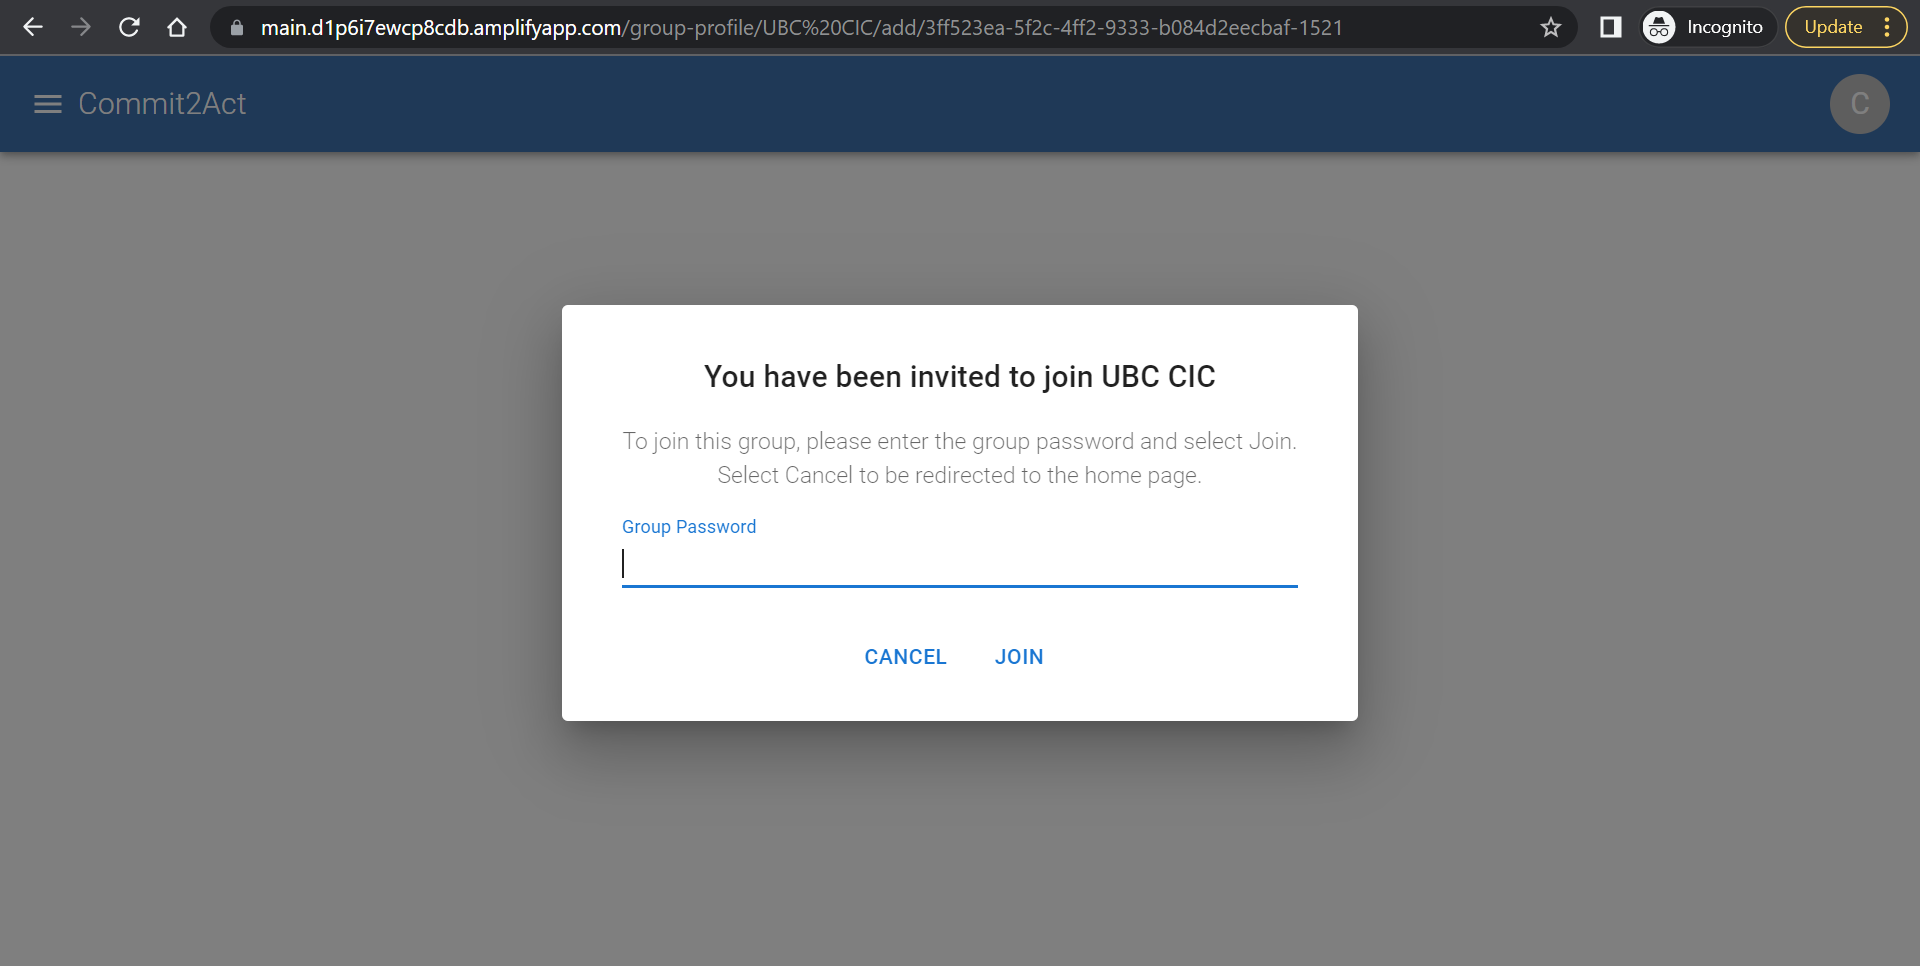 main.d1p6i7ewcp8cdb.amplifyapp.com/group-profile/UBC%20CIC/add/3ff523ea-5f2c-4ff2-9333-b084d2eecbaf-1521
Incognito
Update
Commit2Act
C
You have been invited to join UBC CIC
To join this group, please enter the group password and select Join.
Select Cancel to be redirected to the home page.
Group Password
CANCEL
JOIN